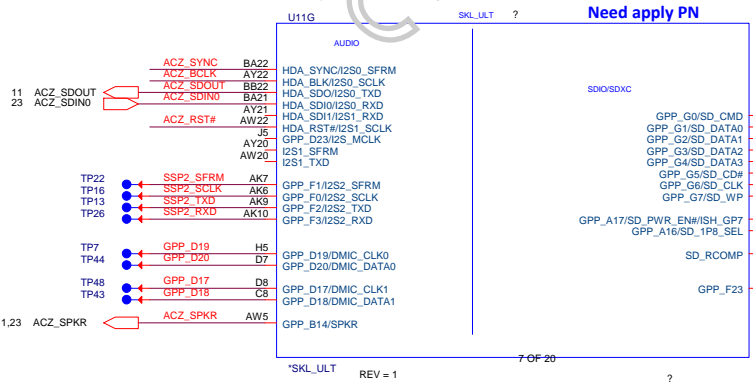 U11G
SKL_ULT
?
Need apply PN
AUDIO
SDIO/SDXC
ACZ_SYNC BA22 HDA_SYNC/I2S0_SFRM
ACZ_BCLK AY22 HDA_BLK/I2S0_SCLK
11 ACZ_SDOUT ACZ_SDOUT BB22 HDA_SDO/I2S0_TXD
23 ACZ_SDIN0 ACZ_SDIN0 BA21 HDA_SDI0/I2S0_RXD
AY21 HDA_SDI1/I2S1_RXD
ACZ_RST# AW22 HDA_RST#/I2S1_SCLK
J5 GPP_D23/I2S_MCLK
AY20 I2S1_SFRM
AW20 I2S1_TXD
GPP_G0/SD_CMD
GPP_G1/SD_DATA0
GPP_G2/SD_DATA1
GPP_G3/SD_DATA2
GPP_G4/SD_DATA3
GPP_G5/SD_CD#
GPP_G6/SD_CLK
GPP_G7/SD_WP
TP22 SSP2_SFRM AK7 GPP_F1/I2S2_SFRM
TP16 SSP2_SCLK AK6 GPP_F0/I2S2_SCLK
TP13 SSP2_TXD AK9 GPP_F2/I2S2_TXD
TP26 SSP2_RXD AK10 GPP_F3/I2S2_RXD
GPP_A17/SD_PWR_EN#/ISH_GP7
GPP_A16/SD_1P8_SEL
TP7 GPP_D19 H5 GPP_D19/DMIC_CLK0
TP44 GPP_D20 D7 GPP_D20/DMIC_DATA0
SD_RCOMP
TP48 GPP_D17 D8 GPP_D17/DMIC_CLK1
TP43 GPP_D18 C8 GPP_D18/DMIC_DATA1
GPP_F23
1,23 ACZ_SPKR ACZ_SPKR AW5 GPP_B14/SPKR
7 OF 20
*SKL_ULT
REV = 1
?